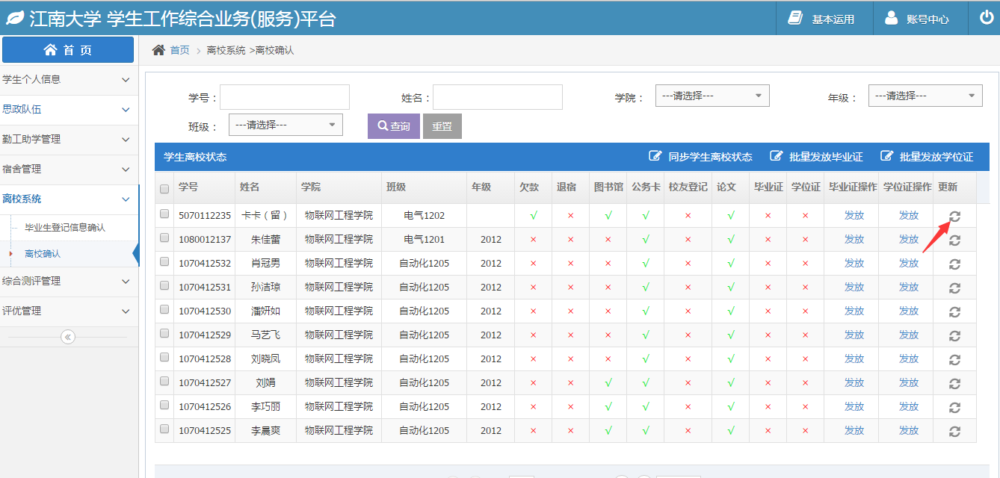 江南大学 学生工作综合业务(服务)平台 基本运用 账号中心
首 页
首页 > 离校系统 >离校确认
学生个人信息
思政队伍
勤工助学管理
宿舍管理
离校系统
毕业生登记信息确认
离校确认
综合测评管理
评优管理
学号： 姓名： 学院： ---请选择--- 年级： ---请选择---
班级： ---请选择--- 查询 重置
学生离校状态 同步学生离校状态 批量发放毕业证 批量发放学位证
学号 姓名 学院 班级 年级 欠款 退宿 图书馆 公务卡 校友登记 论文 毕业证 学位证 毕业证操作 学位证操作 更新
5070112235 卡卡（留） 物联网工程学院 电气1202 √ × √ √ × √ × × 发放 发放
1080012137 朱佳蕾 物联网工程学院 电气1201 2012 × × × √ × √ × × 发放 发放
1070412532 肖冠男 物联网工程学院 自动化1205 2012 × × × √ × √ × × 发放 发放
1070412531 孙洁琼 物联网工程学院 自动化1205 2012 × × × √ × √ × × 发放 发放
1070412530 潘妍如 物联网工程学院 自动化1205 2012 × × × √ × √ × × 发放 发放
1070412529 马艺飞 物联网工程学院 自动化1205 2012 × × × √ × √ × × 发放 发放
1070412528 刘晓凤 物联网工程学院 自动化1205 2012 × × × √ × √ × × 发放 发放
1070412527 刘娟 物联网工程学院 自动化1205 2012 × × √ √ × √ × × 发放 发放
1070412526 李巧丽 物联网工程学院 自动化1205 2012 × × √ √ × √ × × 发放 发放
1070412525 李晨爽 物联网工程学院 自动化1205 2012 × × √ √ × √ × × 发放 发放